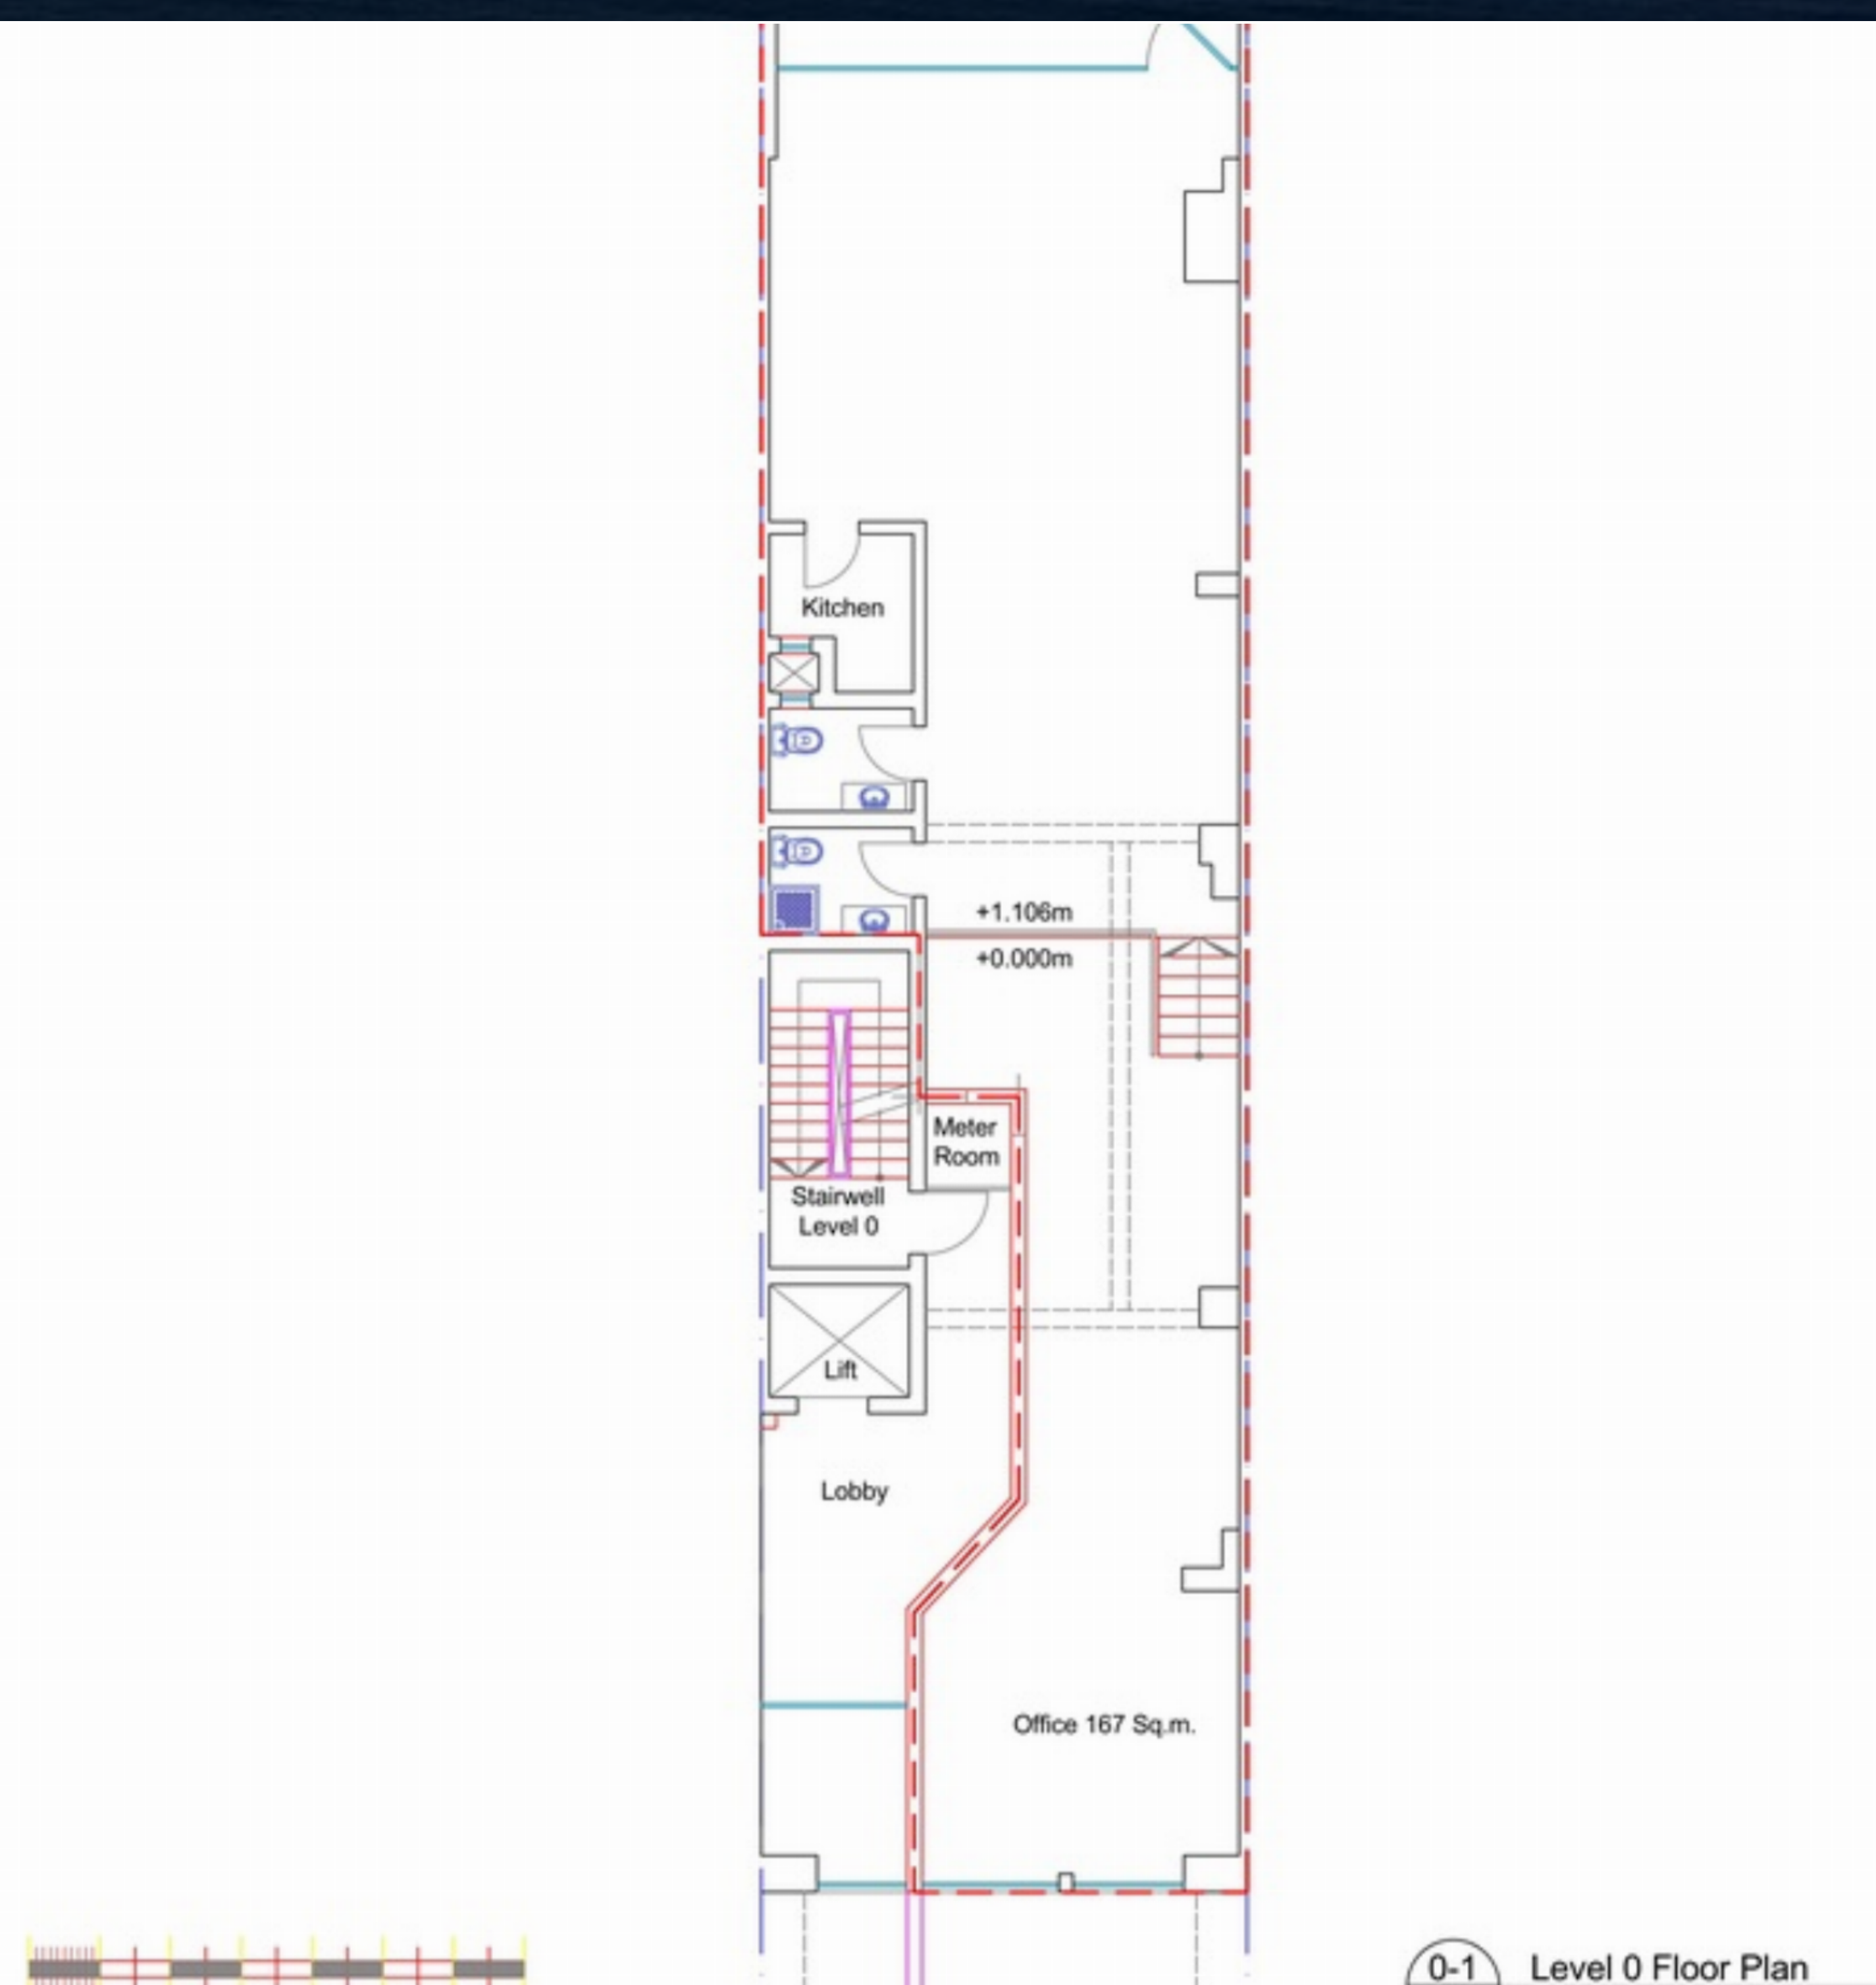 Kitchen
+1.106m
+0.000m
Meter
Room
Stairwell
Level 0
Lift
Lobby
Office 167 Sq.m.
0-1
Level 0 Floor Plan